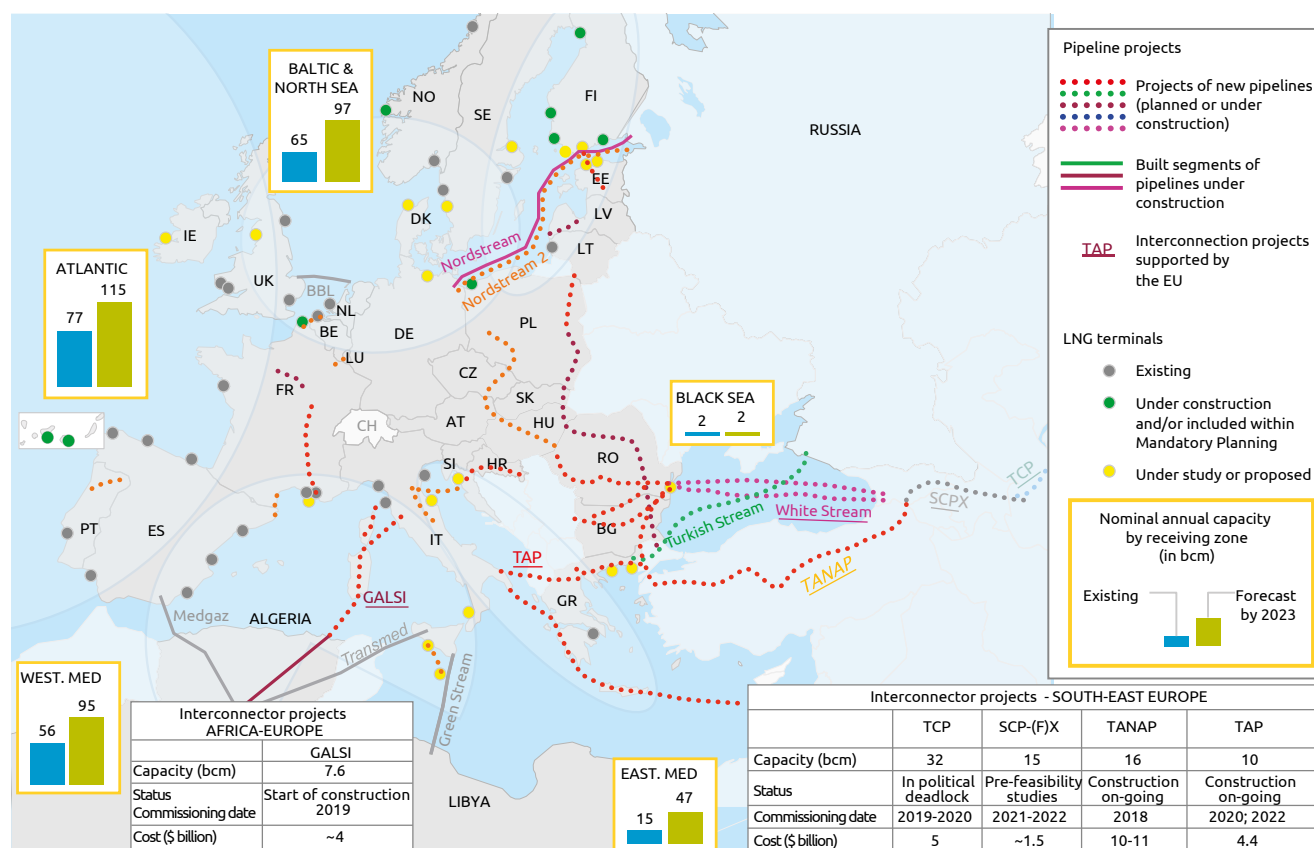 BALTIC &
NORTH SEA
65
97
ATLANTIC
77
115
WEST. MED
56
95
EAST. MED
15
47
BLACK SEA
2
2
NO
SE
FI
RUSSIA
EE
LV
LT
DK
IE
UK
BBL
NL
BE
LU
DE
PL
CZ
SK
FR
CH
AT
HU
SI
HR
RO
BG
IT
PT
ES
GR
ALGERIA
LIBYA
Nordstream
Nordstream 2
Turkish Stream
White Stream
SCPX
TCP
TANAP
TAP
GALSI
Medgaz
Transmed
Green Stream
Pipeline projects
Projects of new pipelines
(planned or under
construction)
Built segments of
pipelines under
construction
TAP
Interconnection projects
supported by
the EU
LNG terminals
Existing
Under construction
and/or included within
Mandatory Planning
Under study or proposed
Nominal annual capacity
by receiving zone
(in bcm)
Existing
Forecast
by 2023
Interconnector projects
AFRICA-EUROPE
GALSI
Capacity (bcm) 7.6
Status Start of construction
Commissioning date 2019
Cost ($ billion) ~4
Interconnector projects - SOUTH-EAST EUROPE
TCP SCP-(F)X TANAP TAP
Capacity (bcm) 32 15 16 10
Status In political deadlock Pre-feasibility studies Construction on-going Construction on-going
Commissioning date 2019-2020 2021-2022 2018 2020; 2022
Cost ($ billion) 5 ~1.5 10-11 4.4